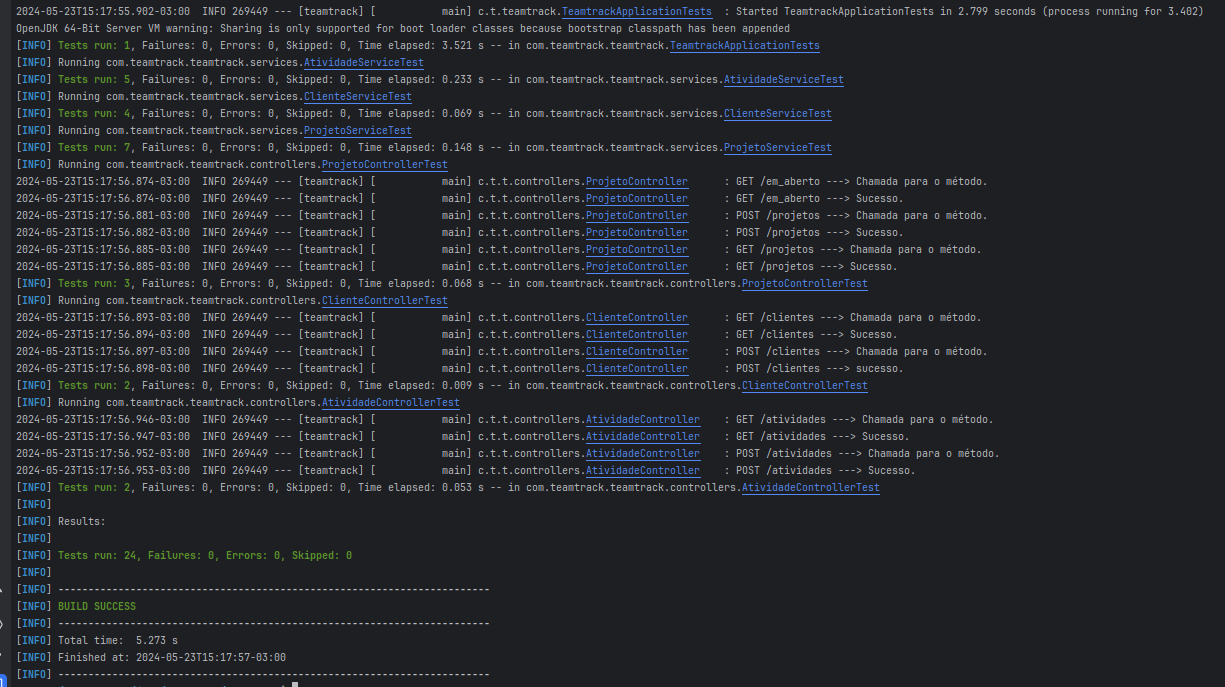 2024-05-23T15:17:55.902-03:00  INFO 269449 --- [teamtrack] [           main] c.t.teamtrack.TeamtrackApplicationTests  : Started TeamtrackApplicationTests in 2.799 seconds (process running for 3.402)
OpenJDK 64-Bit Server VM warning: Sharing is only supported for boot loader classes because bootstrap classpath has been appended
[INFO] Tests run: 1, Failures: 0, Errors: 0, Skipped: 0, Time elapsed: 3.521 s -- in com.teamtrack.teamtrack.TeamtrackApplicationTests
[INFO] Running com.teamtrack.teamtrack.services.AtividadeServiceTest
[INFO] Tests run: 5, Failures: 0, Errors: 0, Skipped: 0, Time elapsed: 0.233 s -- in com.teamtrack.teamtrack.services.AtividadeServiceTest
[INFO] Running com.teamtrack.teamtrack.services.ClienteServiceTest
[INFO] Tests run: 4, Failures: 0, Errors: 0, Skipped: 0, Time elapsed: 0.069 s -- in com.teamtrack.teamtrack.services.ClienteServiceTest
[INFO] Running com.teamtrack.teamtrack.services.ProjetoServiceTest
[INFO] Tests run: 7, Failures: 0, Errors: 0, Skipped: 0, Time elapsed: 0.148 s -- in com.teamtrack.teamtrack.services.ProjetoServiceTest
[INFO] Running com.teamtrack.teamtrack.controllers.ProjetoControllerTest
2024-05-23T15:17:56.874-03:00  INFO 269449 --- [teamtrack] [           main] c.t.t.controllers.ProjetoController      : GET /em_aberto ---> Chamada para o método.
2024-05-23T15:17:56.874-03:00  INFO 269449 --- [teamtrack] [           main] c.t.t.controllers.ProjetoController      : GET /em_aberto ---> Sucesso.
2024-05-23T15:17:56.881-03:00  INFO 269449 --- [teamtrack] [           main] c.t.t.controllers.ProjetoController      : POST /projetos ---> Chamada para o método.
2024-05-23T15:17:56.882-03:00  INFO 269449 --- [teamtrack] [           main] c.t.t.controllers.ProjetoController      : POST /projetos ---> Sucesso.
2024-05-23T15:17:56.885-03:00  INFO 269449 --- [teamtrack] [           main] c.t.t.controllers.ProjetoController      : GET /projetos ---> Chamada para o método.
2024-05-23T15:17:56.885-03:00  INFO 269449 --- [teamtrack] [           main] c.t.t.controllers.ProjetoController      : GET /projetos ---> Sucesso.
[INFO] Tests run: 3, Failures: 0, Errors: 0, Skipped: 0, Time elapsed: 0.068 s -- in com.teamtrack.teamtrack.controllers.ProjetoControllerTest
[INFO] Running com.teamtrack.teamtrack.controllers.ClienteControllerTest
2024-05-23T15:17:56.893-03:00  INFO 269449 --- [teamtrack] [           main] c.t.t.controllers.ClienteController      : GET /clientes ---> Chamada para o método.
2024-05-23T15:17:56.894-03:00  INFO 269449 --- [teamtrack] [           main] c.t.t.controllers.ClienteController      : GET /clientes ---> Sucesso.
2024-05-23T15:17:56.897-03:00  INFO 269449 --- [teamtrack] [           main] c.t.t.controllers.ClienteController      : POST /clientes ---> Chamada para o método.
2024-05-23T15:17:56.898-03:00  INFO 269449 --- [teamtrack] [           main] c.t.t.controllers.ClienteController      : POST /clientes ---> sucesso.
[INFO] Tests run: 2, Failures: 0, Errors: 0, Skipped: 0, Time elapsed: 0.009 s -- in com.teamtrack.teamtrack.controllers.ClienteControllerTest
[INFO] Running com.teamtrack.teamtrack.controllers.AtividadeControllerTest
2024-05-23T15:17:56.946-03:00  INFO 269449 --- [teamtrack] [           main] c.t.t.controllers.AtividadeController    : GET /atividades ---> Chamada para o método.
2024-05-23T15:17:56.947-03:00  INFO 269449 --- [teamtrack] [           main] c.t.t.controllers.AtividadeController    : GET /atividades ---> Sucesso.
2024-05-23T15:17:56.952-03:00  INFO 269449 --- [teamtrack] [           main] c.t.t.controllers.AtividadeController    : POST /atividades ---> Chamada para o método.
2024-05-23T15:17:56.953-03:00  INFO 269449 --- [teamtrack] [           main] c.t.t.controllers.AtividadeController    : POST /atividades ---> Sucesso.
[INFO] Tests run: 2, Failures: 0, Errors: 0, Skipped: 0, Time elapsed: 0.053 s -- in com.teamtrack.teamtrack.controllers.AtividadeControllerTest
[INFO]
[INFO] Results:
[INFO]
[INFO] Tests run: 24, Failures: 0, Errors: 0, Skipped: 0
[INFO]
[INFO] ------------------------------------------------------------------------
[INFO] BUILD SUCCESS
[INFO] ------------------------------------------------------------------------
[INFO] Total time:  5.273 s
[INFO] Finished at: 2024-05-23T15:17:57-03:00
[INFO] ------------------------------------------------------------------------